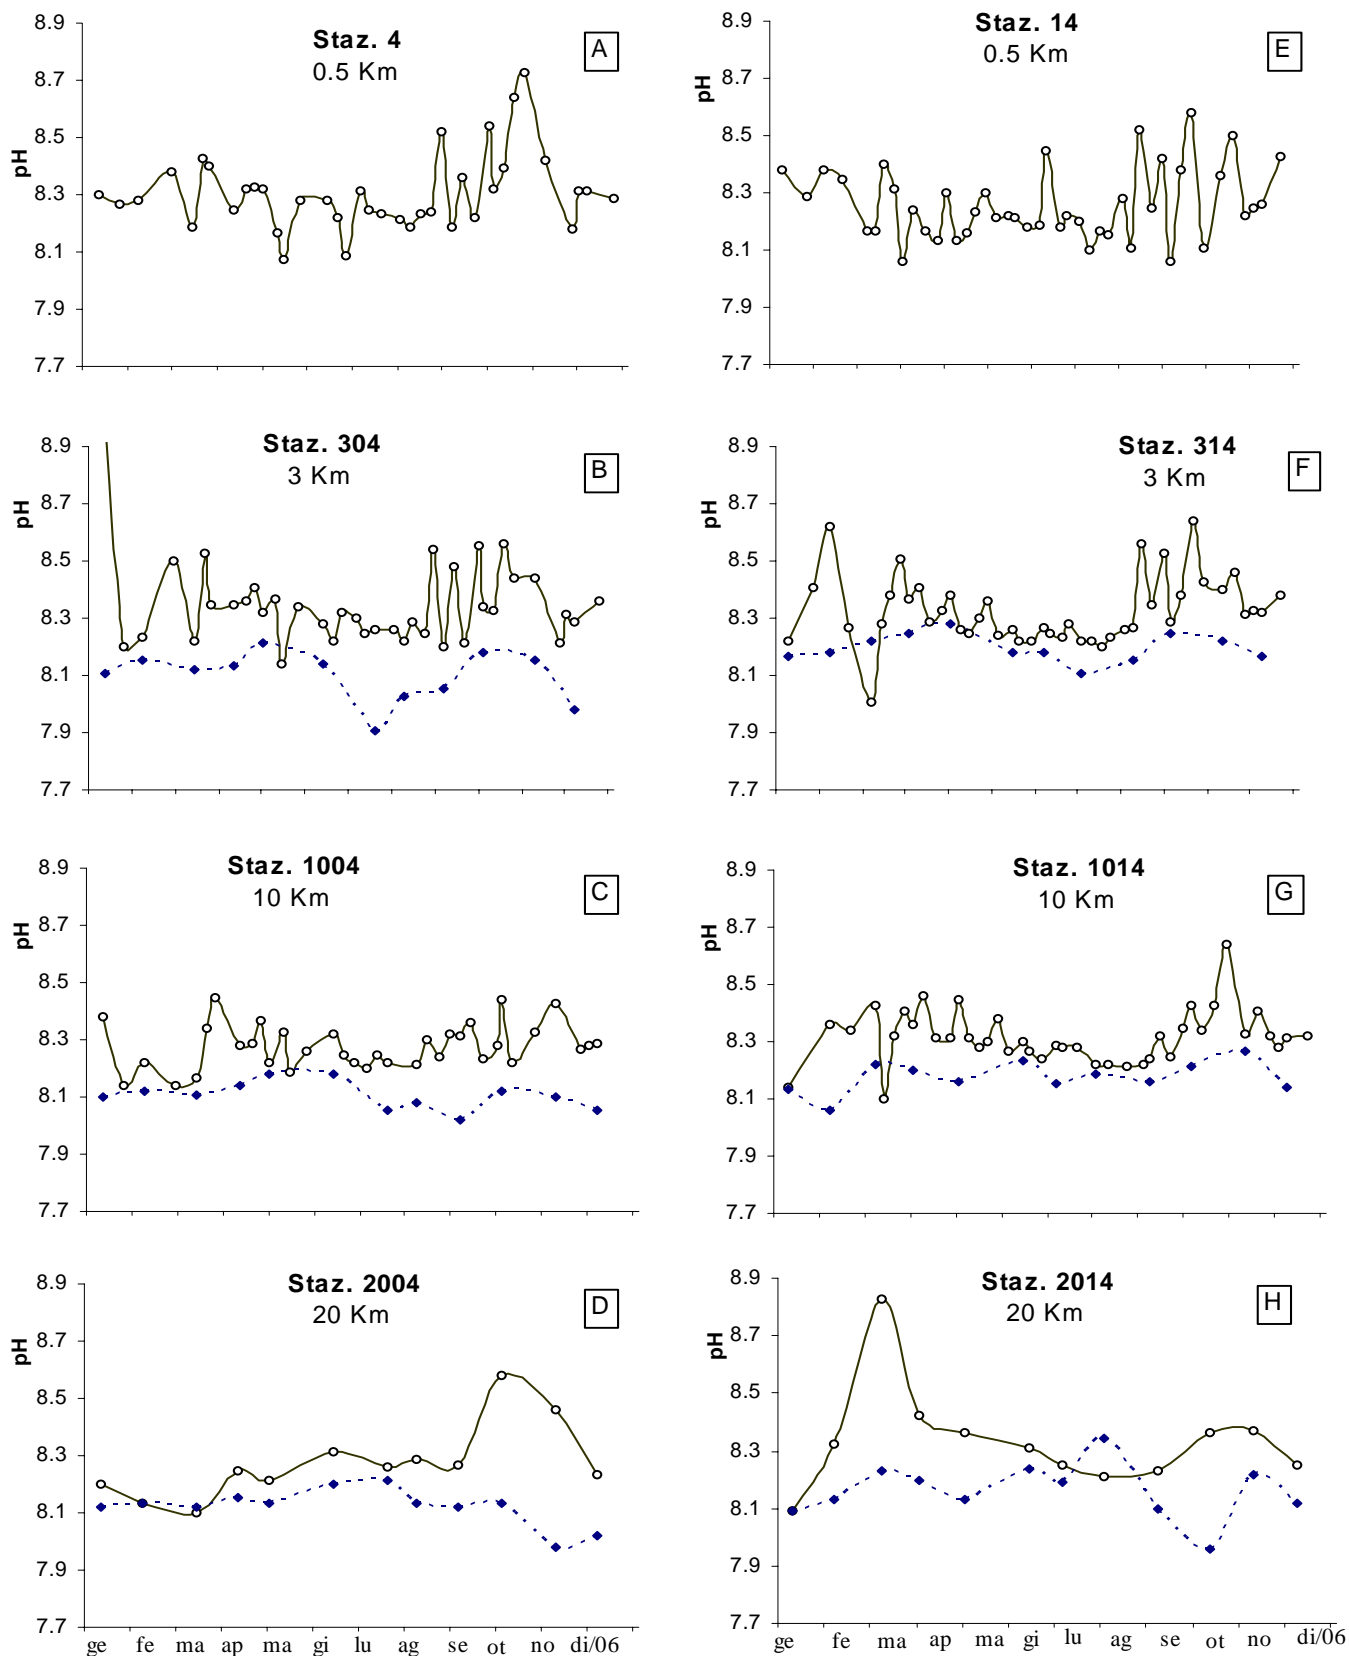 Staz. 4
0.5 Km
A
pH
8.9
8.7
8.5
8.3
8.1
7.9
7.7
Staz. 14
0.5 Km
E
pH
8.9
8.7
8.5
8.3
8.1
7.9
7.7
Staz. 304
3 Km
B
pH
8.9
8.7
8.5
8.3
8.1
7.9
7.7
Staz. 314
3 Km
F
pH
8.9
8.7
8.5
8.3
8.1
7.9
7.7
Staz. 1004
10 Km
C
pH
8.9
8.7
8.5
8.3
8.1
7.9
7.7
Staz. 1014
10 Km
G
pH
8.9
8.7
8.5
8.3
8.1
7.9
7.7
Staz. 2004
20 Km
D
pH
8.9
8.7
8.5
8.3
8.1
7.9
7.7
ge fe ma ap ma gi lu ag se ot no di/06
Staz. 2014
20 Km
H
pH
8.9
8.7
8.5
8.3
8.1
7.9
7.7
ge fe ma ap ma gi lu ag se ot no di/06